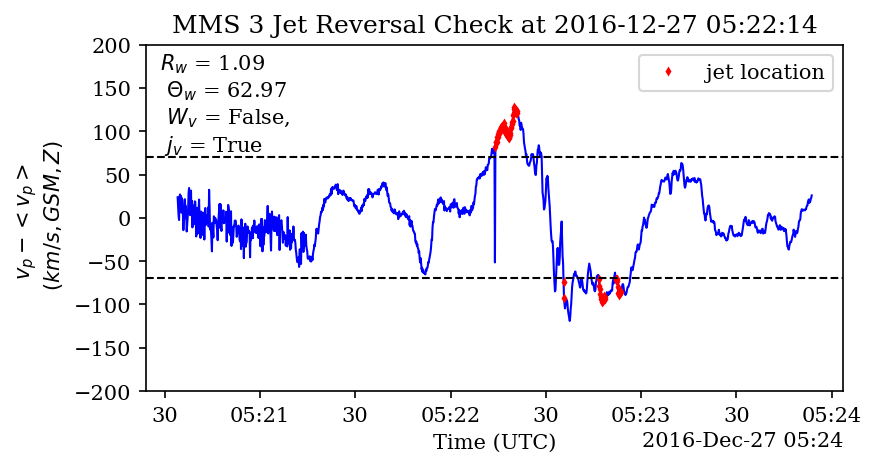 MMS 3 Jet Reversal Check at 2016-12-27 05:22:14
R_w = 1.09
Θ_w = 62.97
W_v = False,
j_v = True
jet location
v_p − < v_p >
(km/s, GSM, Z)
200
150
100
50
0
−50
−100
−150
−200
30 05:21 30 05:22 30 05:23 30 05:24
Time (UTC)
2016-Dec-27 05:24